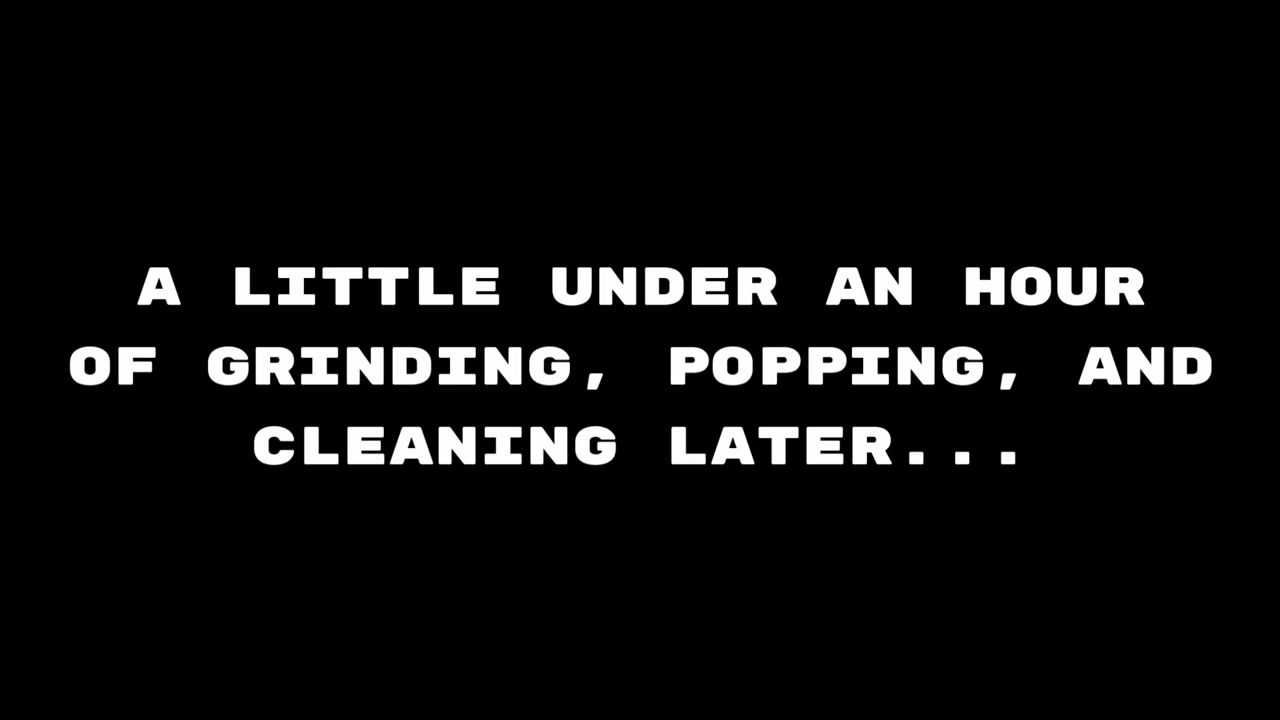 A LITTLE UNDER AN HOUR
OF GRINDING, POPPING, AND
CLEANING LATER...